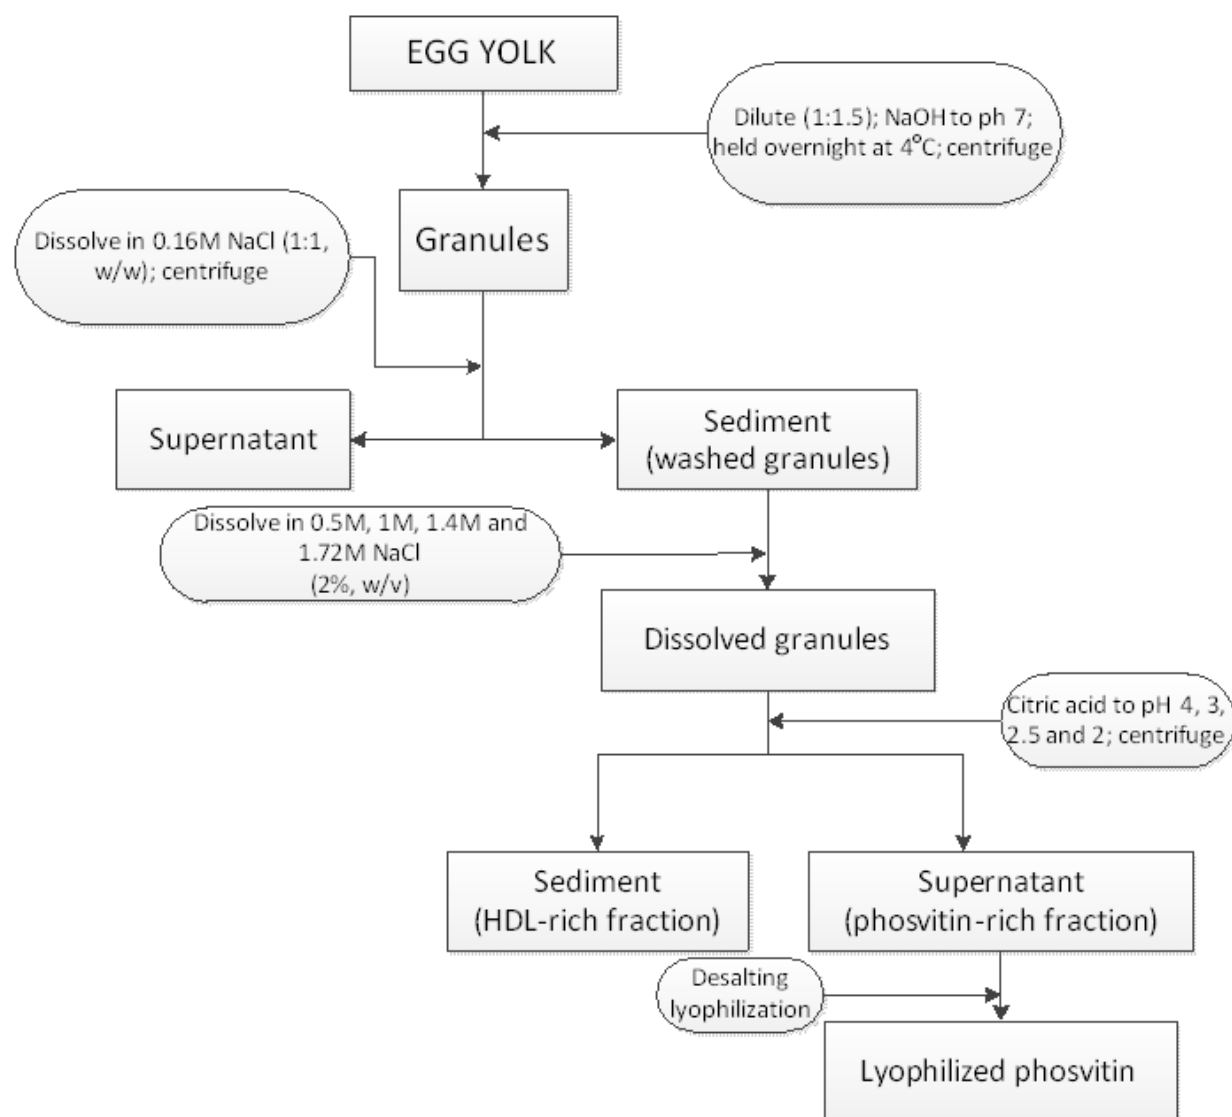 EGG YOLK
Dilute (1:1.5); NaOH to ph 7;
held overnight at 4°C; centrifuge
Granules
Dissolve in 0.16M NaCl (1:1,
w/w); centrifuge
Supernatant
Sediment
(washed granules)
Dissolve in 0.5M, 1M, 1.4M and
1.72M NaCl
(2%, w/v)
Dissolved granules
Citric acid to pH 4, 3,
2.5 and 2; centrifuge
Sediment
(HDL-rich fraction)
Supernatant
(phosvitin-rich fraction)
Desalting
lyophilization
Lyophilized phosvitin